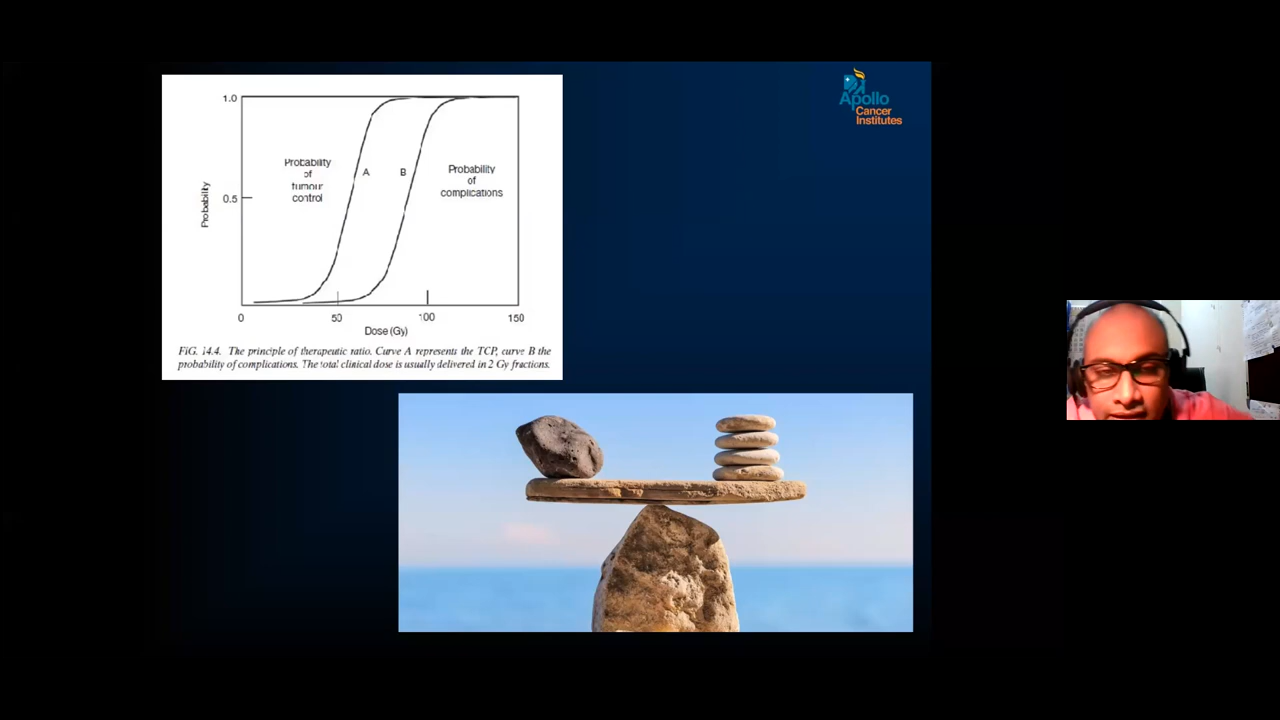 Apollo
Cancer
Institutes
1.0
Probability
of
tumour
control
A
B
Probability
of
complications
Probability
0.5
0
50
100
150
Dose (Gy)
FIG. 14.4. The principle of therapeutic ratio. Curve A represents the TCP, curve B the
probability of complications. The total clinical dose is usually delivered in 2 Gy fractions.